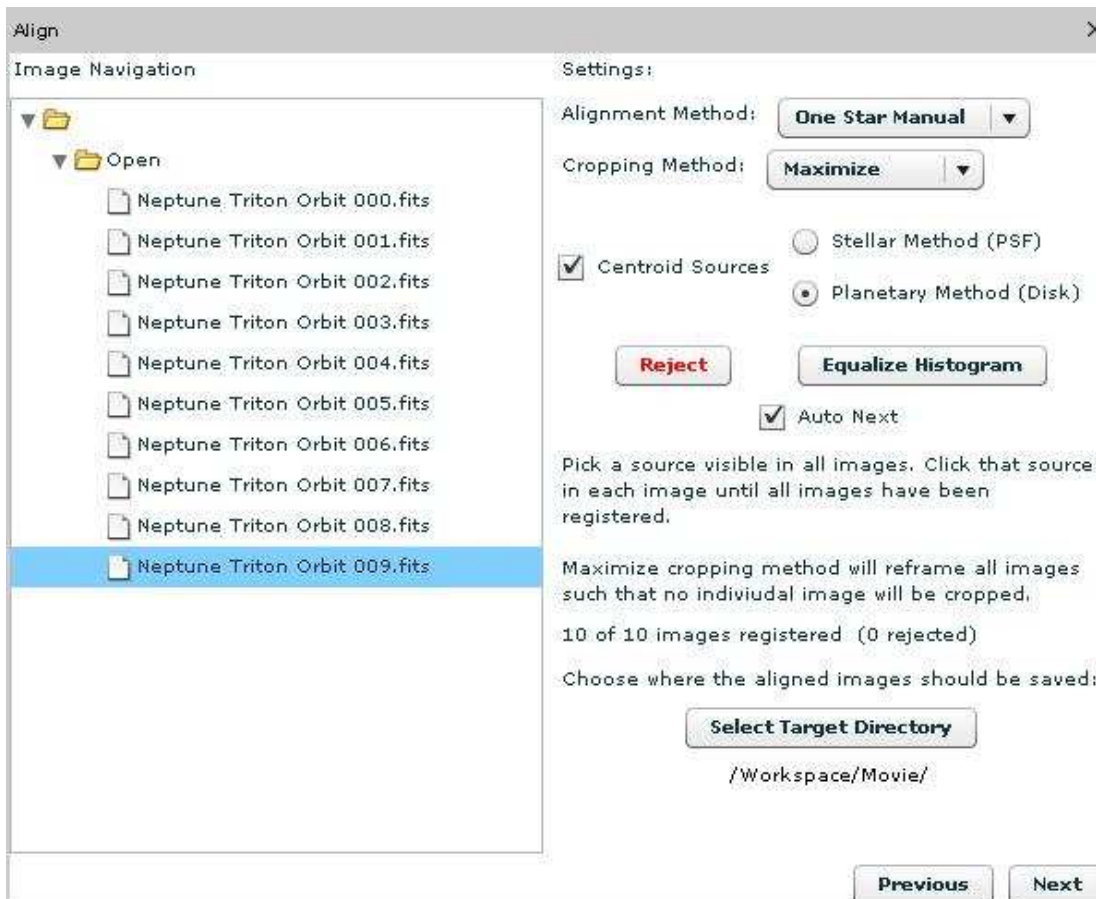 Align
Image Navigation
Open
Neptune Triton Orbit 000.fits
Neptune Triton Orbit 001.fits
Neptune Triton Orbit 002.fits
Neptune Triton Orbit 003.fits
Neptune Triton Orbit 004.fits
Neptune Triton Orbit 005.fits
Neptune Triton Orbit 006.fits
Neptune Triton Orbit 007.fits
Neptune Triton Orbit 008.fits
Neptune Triton Orbit 009.fits
Settings:
Alignment Method: One Star Manual
Cropping Method: Maximize
Centroid Sources
Stellar Method (PSF)
Planetary Method (Disk)
Reject Equalize Histogram
Auto Next
Pick a source visible in all images. Click that source
in each image until all images have been
registered.
Maximize cropping method will reframe all images
such that no indiviudal image will be cropped.
10 of 10 images registered (0 rejected)
Choose where the aligned images should be saved:
Select Target Directory
/Workspace/Movie/
Previous Next